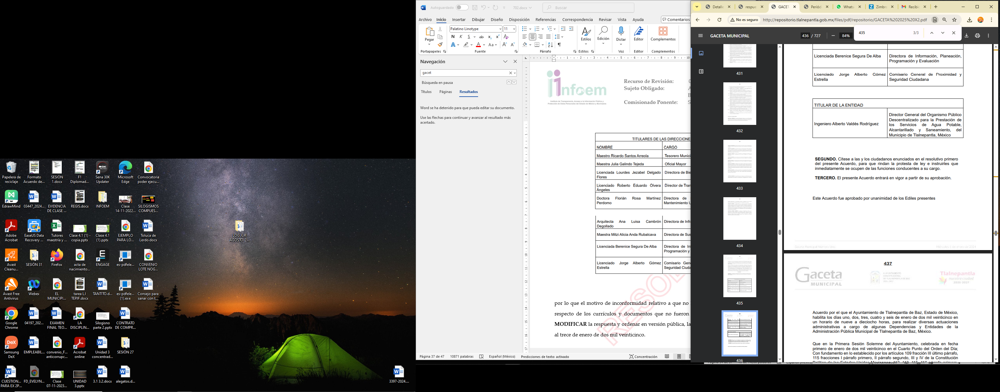 Papelera de reciclaje
Formato Acuerdo de...
SESIÓN 1.docx
F1 Diplomad...
Sena 30K Updater
Microsoft Edge
Convocatoria poder ejecu...
EdrawMind
03447_2024...
EVIDENCIA DE CLASE ...
REGIS.docx
INFOEM
Clase 14-11-2022...
SILOGISMOS COMPUES...
Adobe Acrobat
EaseUS Data Recovery ...
Tutores maestría y ...
Clase 4.1 (1) - copia.pptx
Clase 4.1 (1).pptx
EJEMPLO PARA LÓ...
Toluca de Lerdo.docx
LOG JUR AGOSTO-2...
Avast Cleanu...
SESIÓN 31
Firefox
acta de nacimiento...
ENGAGE
es-pdfele...
CONVENIO LOTE NOG...
Avast Free Antivirus
Webex
EL MUNICIPI...
tarea LJ TEPJF.docx
TANTITO.d...
es-pdfele... (1).exe
Consejo para sanar con t...
Google Chrome
04197_202...
EXAMEN FINAL TEO...
LA DISCIPLIN...
Silogisno parte 2.pptx
CONTRATO DE COMPR...
Samsung DeX
EMPLEABIL...
convenio_F... anticorrupc...
Acrobat online
Unidad 3 concentrad...
SESIÓN 27
CUESTION... PARA EX 2P...
FD_EVELYN...
Clase 07-11-2023...
UNIDAD 3.pptx
3.1 3.2.docx
alegatos.d...
3397-2024....
Autoguardado
702.docx
Buscar
Archivo Inicio Insertar Dibujar Diseño Disposición Referencias Correspondencia Revisar Vista Ayuda
Comentarios
Pegar
Palatino Linotype 11
N K S ab x₂ x²
Estilos Edición Dictar Editor Complementos
Portapapeles Fuente Párrafo Estilos Voz Editor Complementos
Navegación
gacet
Búsqueda en pausa
Títulos Páginas Resultados
Word se ha detenido para que pueda editar su documento.
Use las flechas para continuar y avanzar al resultado más
acertado.
infoem
Instituto de Transparencia, Acceso a la Información Pública y
Protección de Datos Personales del Estado de México y Municipios
Recurso de Revisión: 0
Sujeto Obligado: A
B
Comisionado Ponente: S
TITULARES DE LAS DIRECCIONE
NOMBRE CARGO
Maestro Ricardo Santos Arreola Tesorero Munici
Maestra Julia Galindo Tejeda Oficial Mayor
Licenciada Lourdes Jezabel Delgado Directora de Bie
Flores
Licenciado Roberto Eduardo Olvera Director de Tran
Ángeles
Doctora Florián Rosa Martínez Directora de
Perdomo Mantenimiento U
Arquitecta Ana Luisa Cambrón Directora de Infra
Degollado
Maestra Mitzi Alicia Anda Rubalcava Directora de Sus
Licenciada Berenice Segura De Alba Directora de In
Programación y
Licenciado Jorge Alberto Gómez Comisario Gene
Estrella Seguridad Ciuda
RESOL
por lo que el motivo de inconformidad relativo a que no
respecto de los currículos y documentos que no fueron
MODIFICAR la respuesta y ordenar en versión pública, la
al trece de enero de dos mil veinticinco.
Página 37 de 47 10871 palabras Español (México) Predicciones de texto: activado Concentración
Detalle respue GACET Periód Whats Zimbr Recibi
No es seguro http://repositorio.tlalnepantla.gob.mx/files/pdf/repositorio/GACETA%202025%20X2.pdf
GACETA MUNICIPAL 436 / 727 84%
435 3/3
431
432
433
434
435
436
Licenciada Berenice Segura De Alba Directora de Información, Planeación,
Programación y Evaluación
Licenciado Jorge Alberto Gómez Comisario General de Proximidad y
Estrella Seguridad Ciudadana
TITULAR DE LA ENTIDAD
Ingeniero Alberto Valdés Rodríguez
Director General del Organismo Público
Descentralizado para la Prestación de
los Servicios de Agua Potable,
Alcantarillado y Saneamiento, del
Municipio de Tlalnepantla, México
SEGUNDO. Cítese a las y los ciudadanos enunciados en el resolutivo primero
del presente Acuerdo, para que rindan la protesta de ley e instruirles que
inmediatamente se ocupen de las funciones conducentes a su cargo.
TERCERO. El presente Acuerdo entrará en vigor a partir de su aprobación.
Este Acuerdo fue aprobado por unanimidad de los Ediles presentes
Gaceta Municipal Número Uno Miércoles 1 de enero de 2024
437
Gaceta
MUNICIPAL
Tlalnepantla
nuestra ciudad
2025-2027
Acuerdo por el que el Ayuntamiento de Tlalnepantla de Baz, Estado de México,
habilita los días uno, dos, tres, cuatro y seis de enero de dos mil veinticinco en
un horario de nueve a dieciocho horas, para realizar diversas actuaciones
administrativas a cargo de algunas Dependencias y Entidades de la
Administración Pública Municipal de Tlalnepantla de Baz, México.
Que en la Primera Sesión Solemne del Ayuntamiento, celebrada en fecha
primero de enero de dos mil veinticinco en el Cuarto Punto del Orden del Día;
Con fundamento en lo establecido por los artículos 109 fracción III último párrafo,
115 fracciones I párrafo primero, II párrafo segundo, III y IV de la Constitución